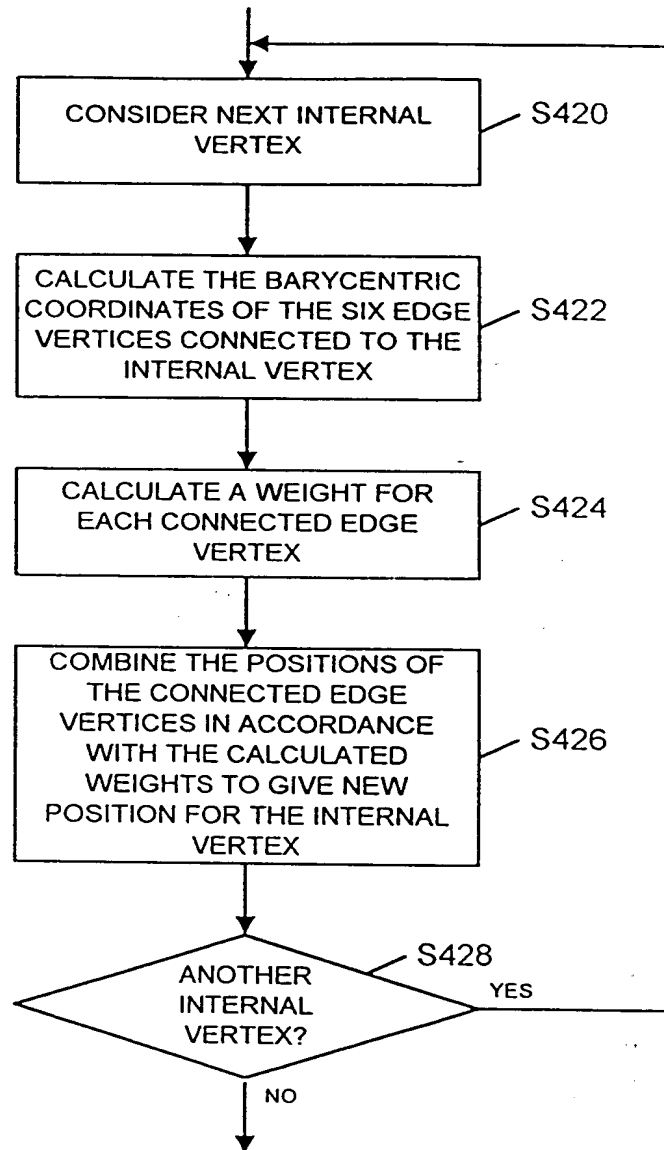 CONSIDER NEXT INTERNAL
VERTEX
S420
CALCULATE THE BARYCENTRIC
COORDINATES OF THE SIX EDGE
VERTICES CONNECTED TO THE
INTERNAL VERTEX
S422
CALCULATE A WEIGHT FOR
EACH CONNECTED EDGE
VERTEX
S424
COMBINE THE POSITIONS OF
THE CONNECTED EDGE
VERTICES IN ACCORDANCE
WITH THE CALCULATED
WEIGHTS TO GIVE NEW
POSITION FOR THE INTERNAL
VERTEX
S426
S428
ANOTHER
INTERNAL
VERTEX?
YES
NO